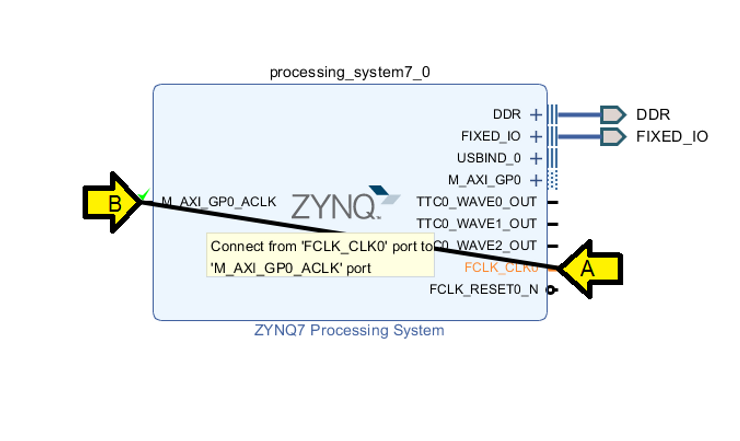 processing_system7_0
DDR
DDR
FIXED_IO
FIXED_IO
USBIND_0
M_AXI_GP0
B
M_AXI_GP0_ACLK
ZYNQ
TTC0_WAVE0_OUT
TTC0_WAVE1_OUT
Connect from 'FCLK_CLK0' port to
'M_AXI_GP0_ACLK' port
C0_WAVE2_OUT
FCLK_CLK0
A
FCLK_RESET0_N
ZYNQ7 Processing System